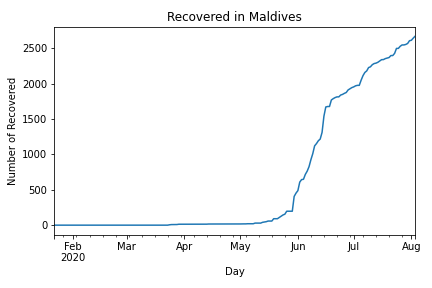 Recovered in Maldives
Number of Recovered
2500
2000
1500
1000
500
0
Feb
2020
Mar
Apr
May
Jun
Jul
Aug
Day